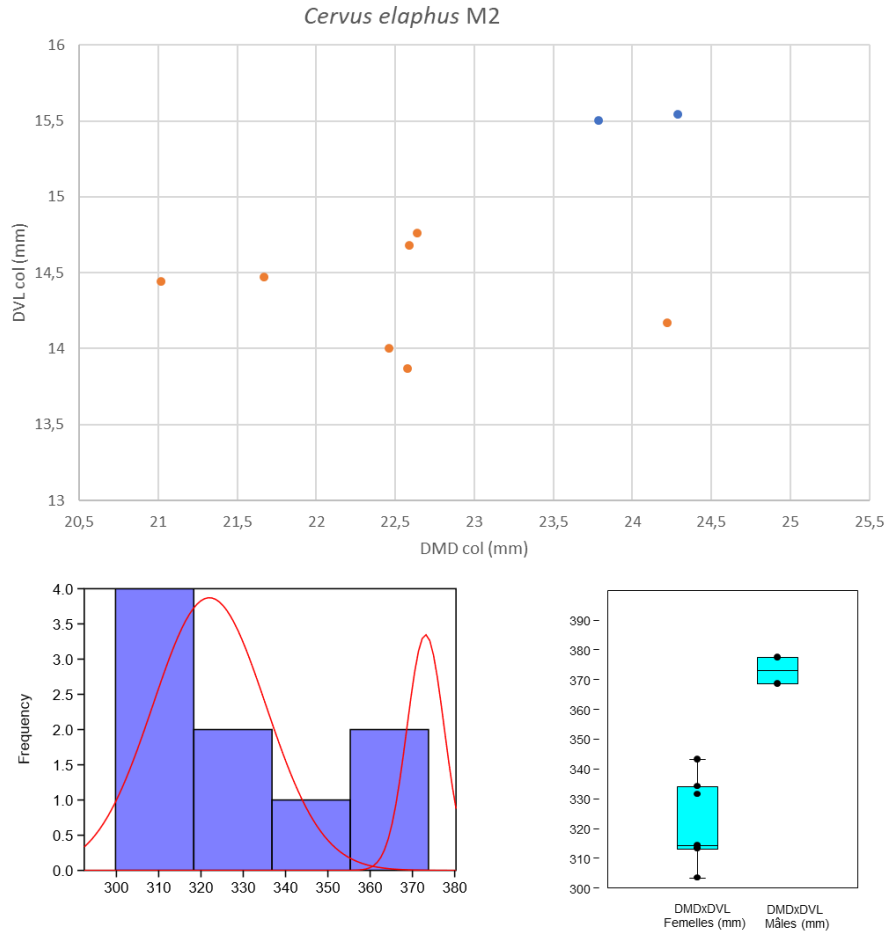 Cervus elaphus M2
16
15,5
15
14,5
14
13,5
13
DVL col (mm)
20,5 21 21,5 22 22,5 23 23,5 24 24,5 25 25,5
DMD col (mm)
4.0
3.5
3.0
2.5
2.0
1.5
1.0
0.5
0.0
Frequency
300 310 320 330 340 350 360 370 380
390
380
370
360
350
340
330
320
310
300
DMDxDVL
Femelles (mm)
DMDxDVL
Mâles (mm)